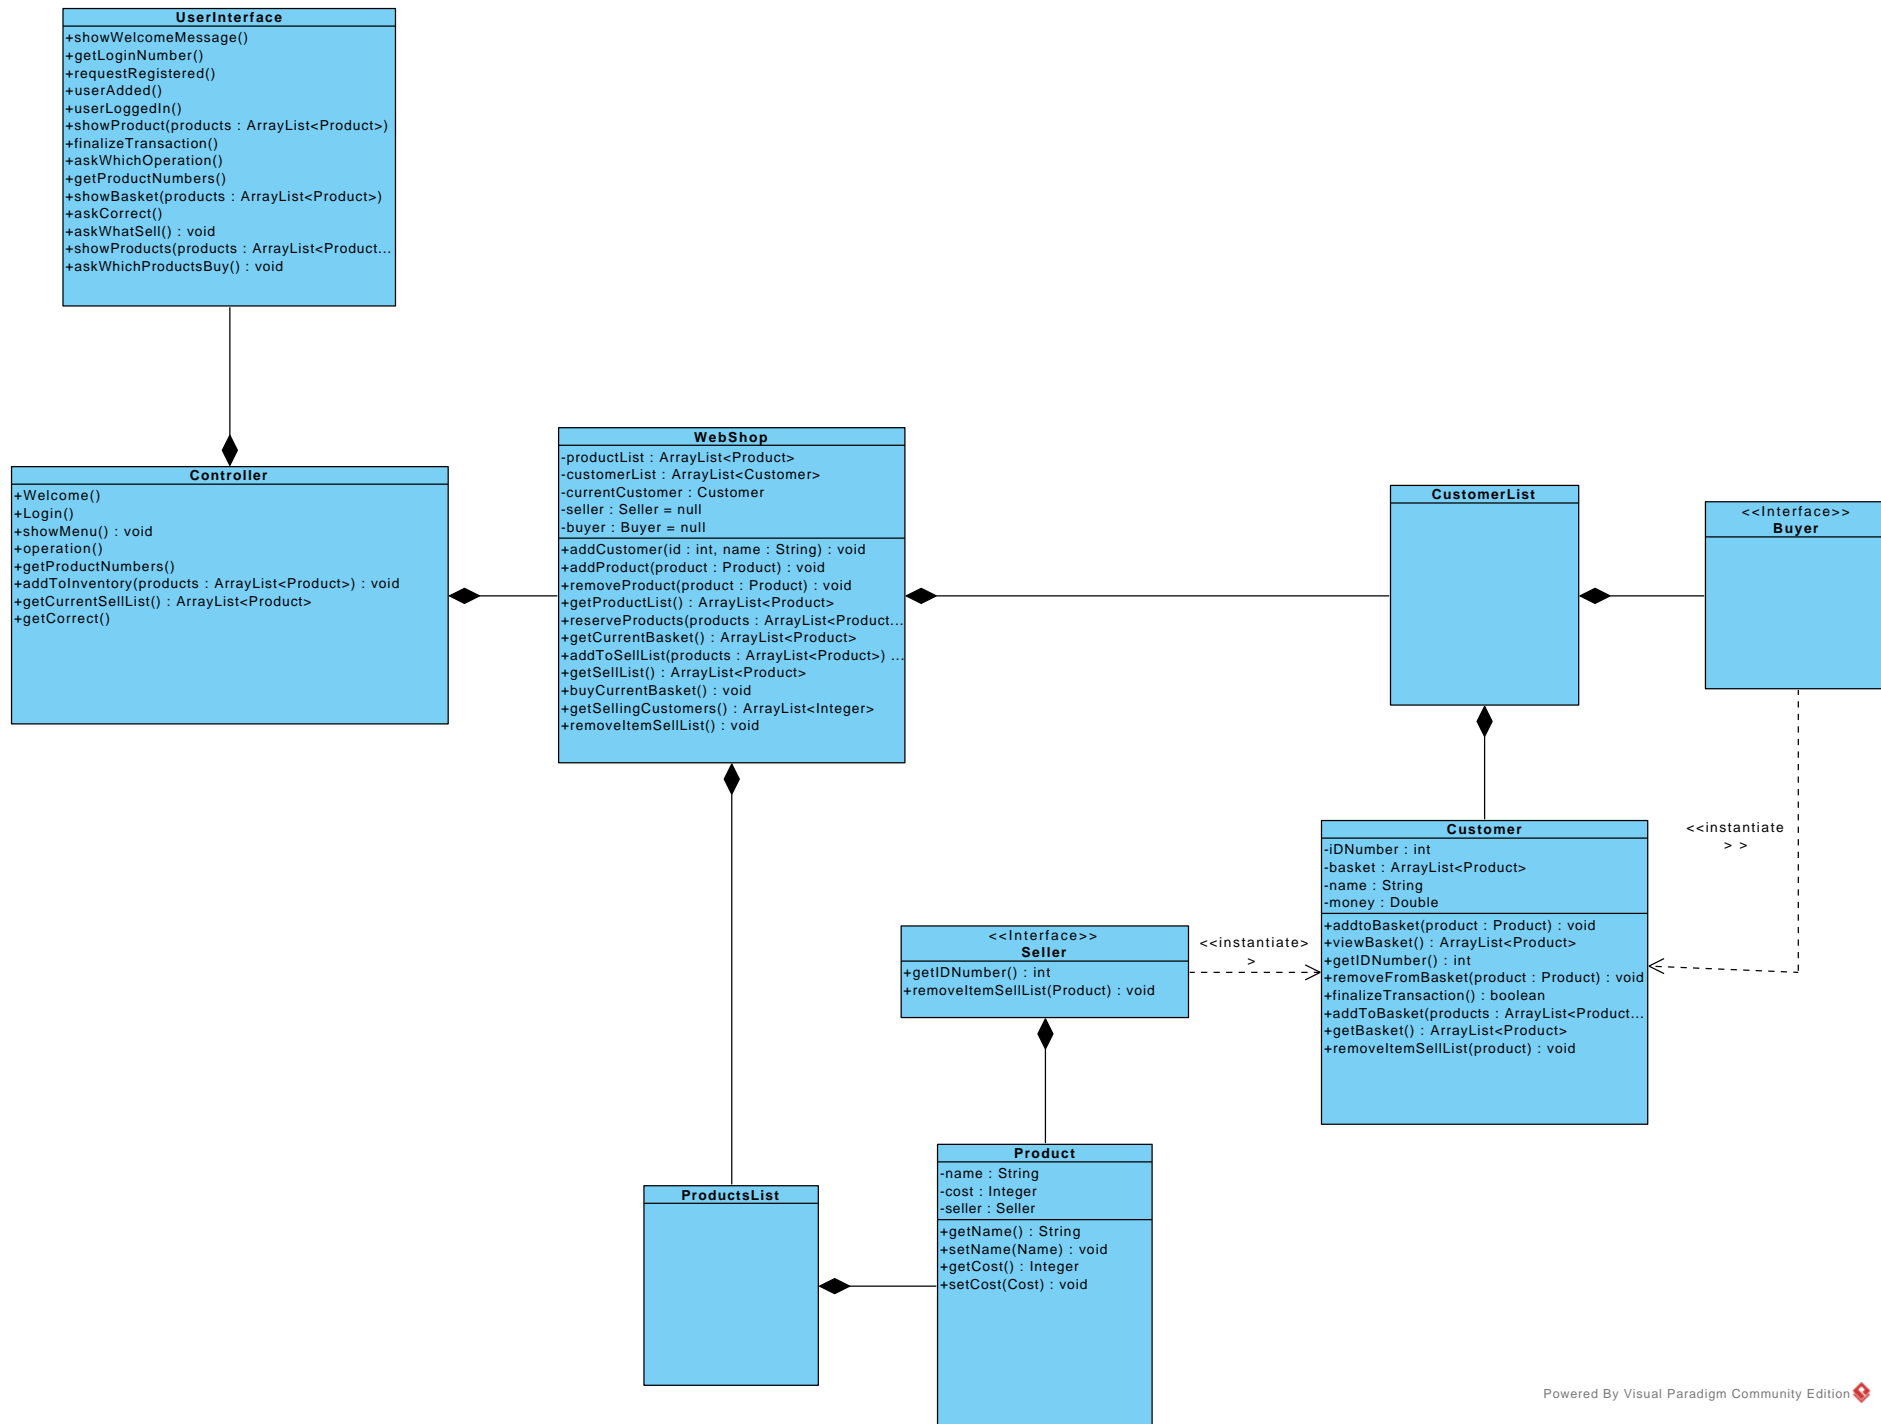 UserInterface
+showWelcomeMessage()
+getLoginNumber()
+requestRegistered()
+userAdded()
+userLoggedIn()
+showProduct(products : ArrayList<Product>)
+finalizeTransaction()
+askWhichOperation()
+getProductNumbers()
+showBasket(products : ArrayList<Product>)
+askCorrect()
+askWhatSell() : void
+showProducts(products : ArrayList<Product...
+askWhichProductsBuy() : void
Controller
+Welcome()
+Login()
+showMenu() : void
+operation()
+getProductNumbers()
+addToInventory(products : ArrayList<Product>) : void
+getCurrentSellList() : ArrayList<Product>
+getCorrect()
WebShop
-productList : ArrayList<Product>
-customerList : ArrayList<Customer>
-currentCustomer : Customer
-seller : Seller = null
-buyer : Buyer = null
+addCustomer(id : int, name : String) : void
+addProduct(product : Product) : void
+removeProduct(product : Product) : void
+getProductList() : ArrayList<Product>
+reserveProducts(products : ArrayList<Product...
+getCurrentBasket() : ArrayList<Product>
+addToSellList(products : ArrayList<Product>) ...
+getSellList() : ArrayList<Product>
+buyCurrentBasket() : void
+getSellingCustomers() : ArrayList<Integer>
+removeItemSellList() : void
CustomerList
<<Interface>>
Buyer
<<instantiate
> >
Customer
-iDNumber : int
-basket : ArrayList<Product>
-name : String
-money : Double
+addtoBasket(product : Product) : void
+viewBasket() : ArrayList<Product>
+getIDNumber() : int
+removeFromBasket(product : Product) : void
+finalizeTransaction() : boolean
+addToBasket(products : ArrayList<Product...
+getBasket() : ArrayList<Product>
+removeItemSellList(product) : void
<<Interface>>
Seller
+getIDNumber() : int
+removeItemSellList(Product) : void
<<instantiate>
>
Product
-name : String
-cost : Integer
-seller : Seller
+getName() : String
+setName(Name) : void
+getCost() : Integer
+setCost(Cost) : void
ProductsList
Powered By Visual Paradigm Community Edition